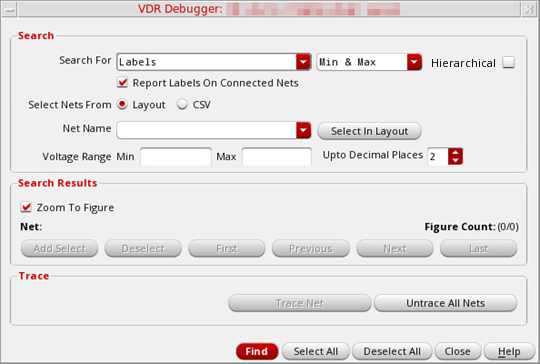 VDR Debugger:
Search
Search For Labels Min & Max Hierarchical
Report Labels On Connected Nets
Select Nets From Layout CSV
Net Name Select In Layout
Voltage Range Min Max Upto Decimal Places 2
Search Results
Zoom To Figure
Net: Figure Count: (0/0)
Add Select Deselect First Previous Next Last
Trace
Trace Net Untrace All Nets
Find Select All Deselect All Close Help